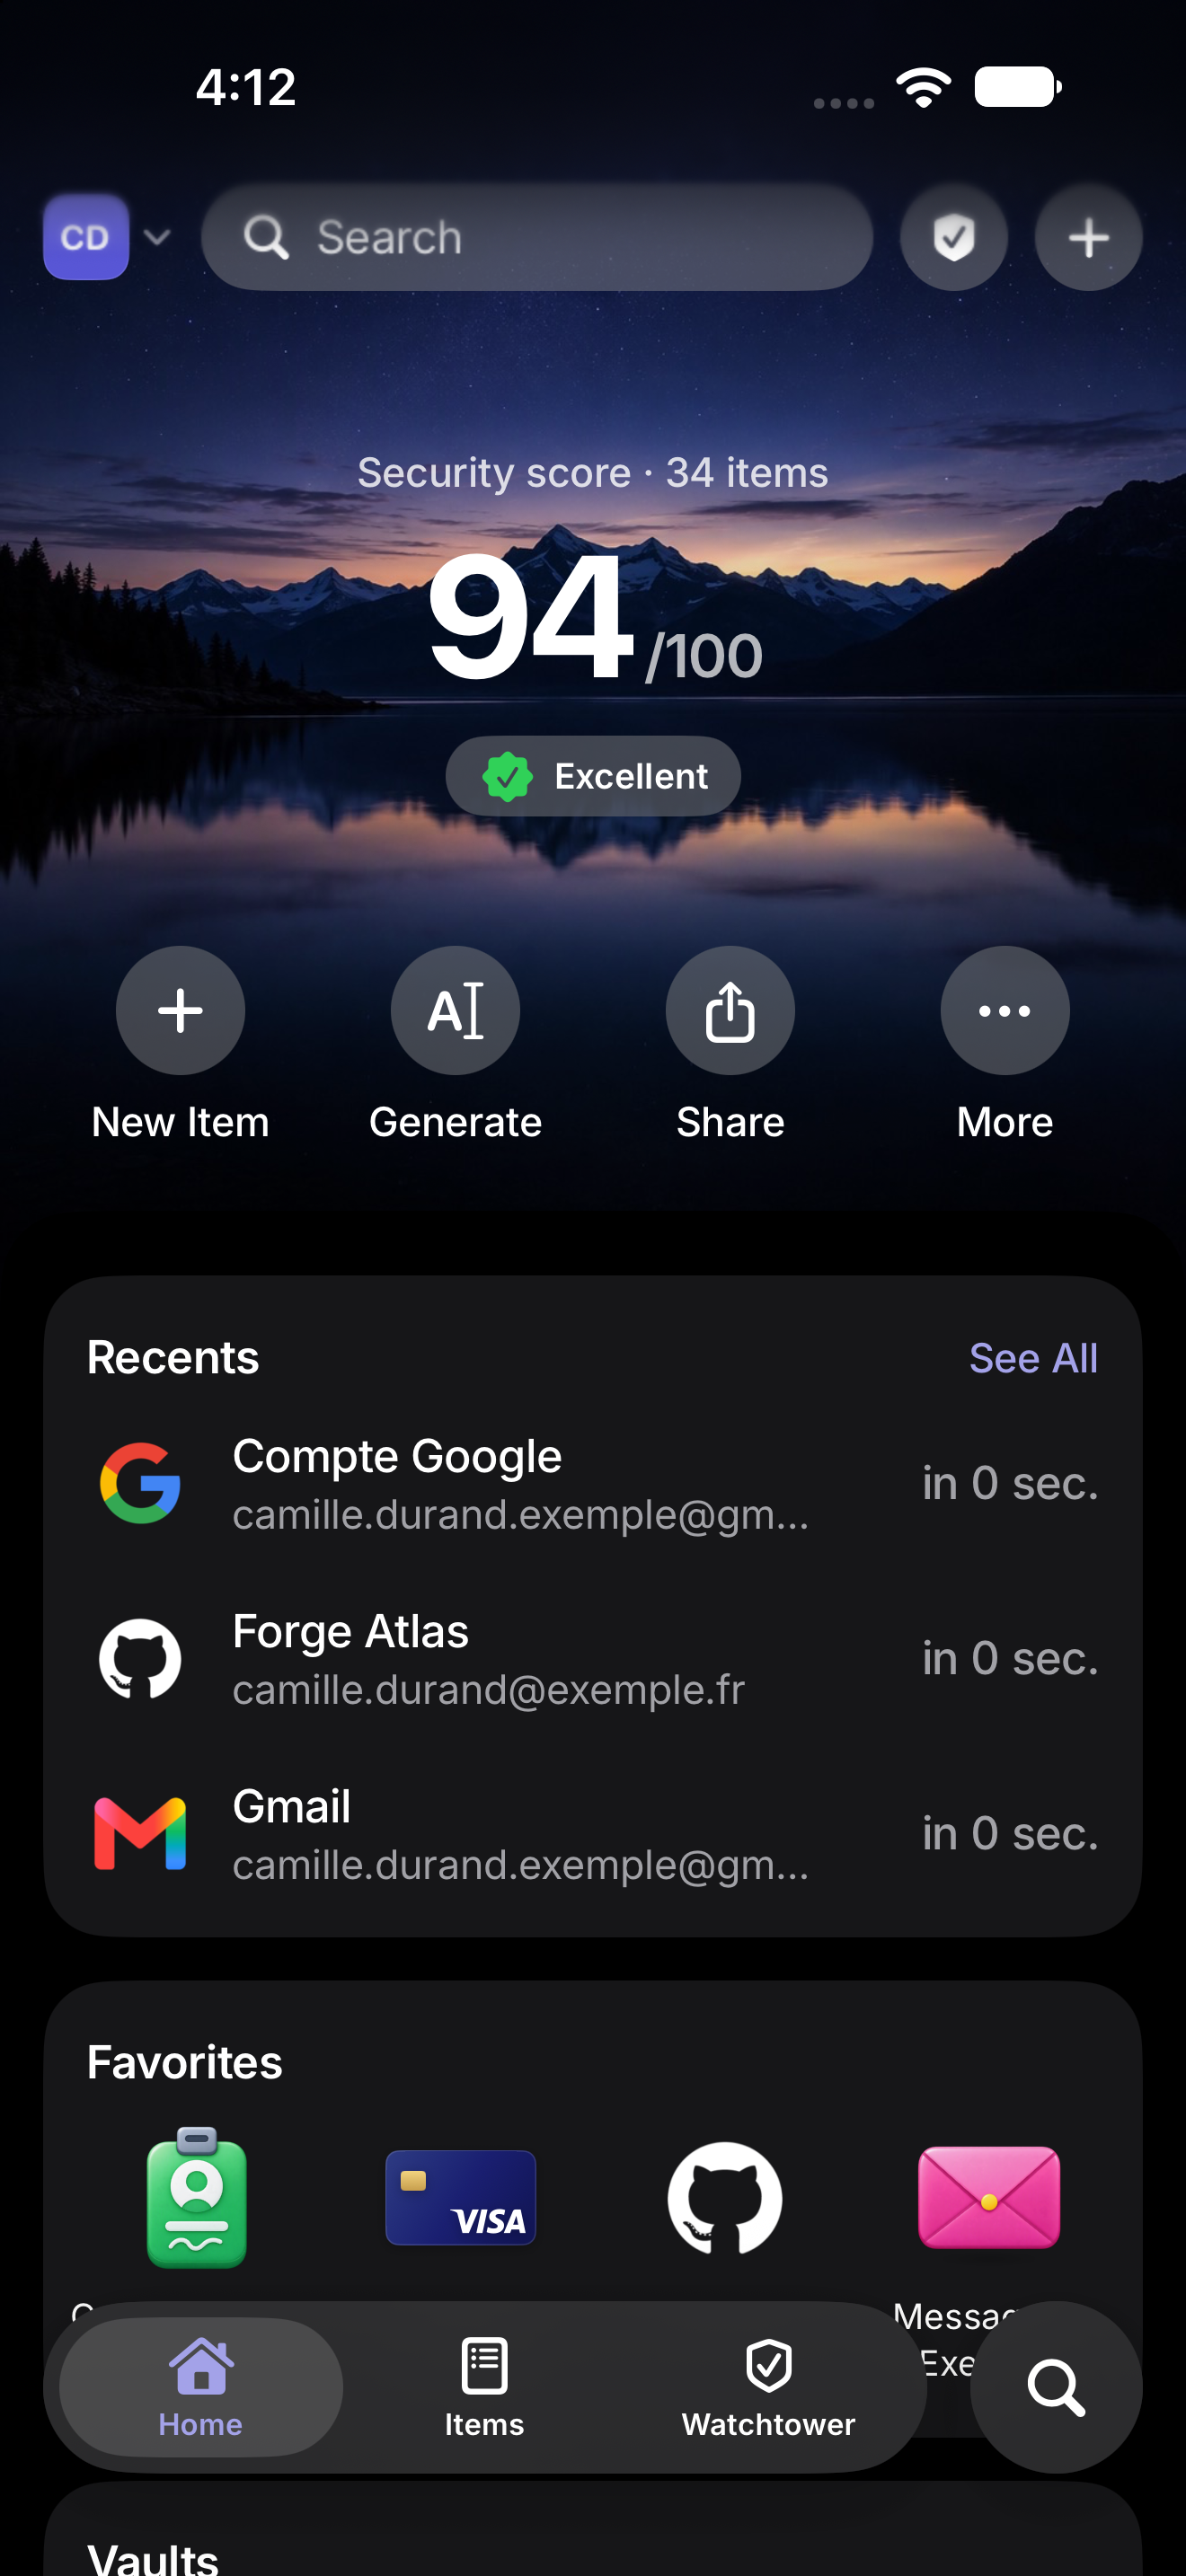 4:12
CD
Search
Security score · 34 items
94/100
Excellent
New Item
Generate
Share
More
Recents
See All
Compte Google
camille.durand.exemple@gm...
in 0 sec.
Forge Atlas
camille.durand@exemple.fr
in 0 sec.
Gmail
camille.durand.exemple@gm...
in 0 sec.
Favorites
VISA
Home
Items
Watchtower
Vaults